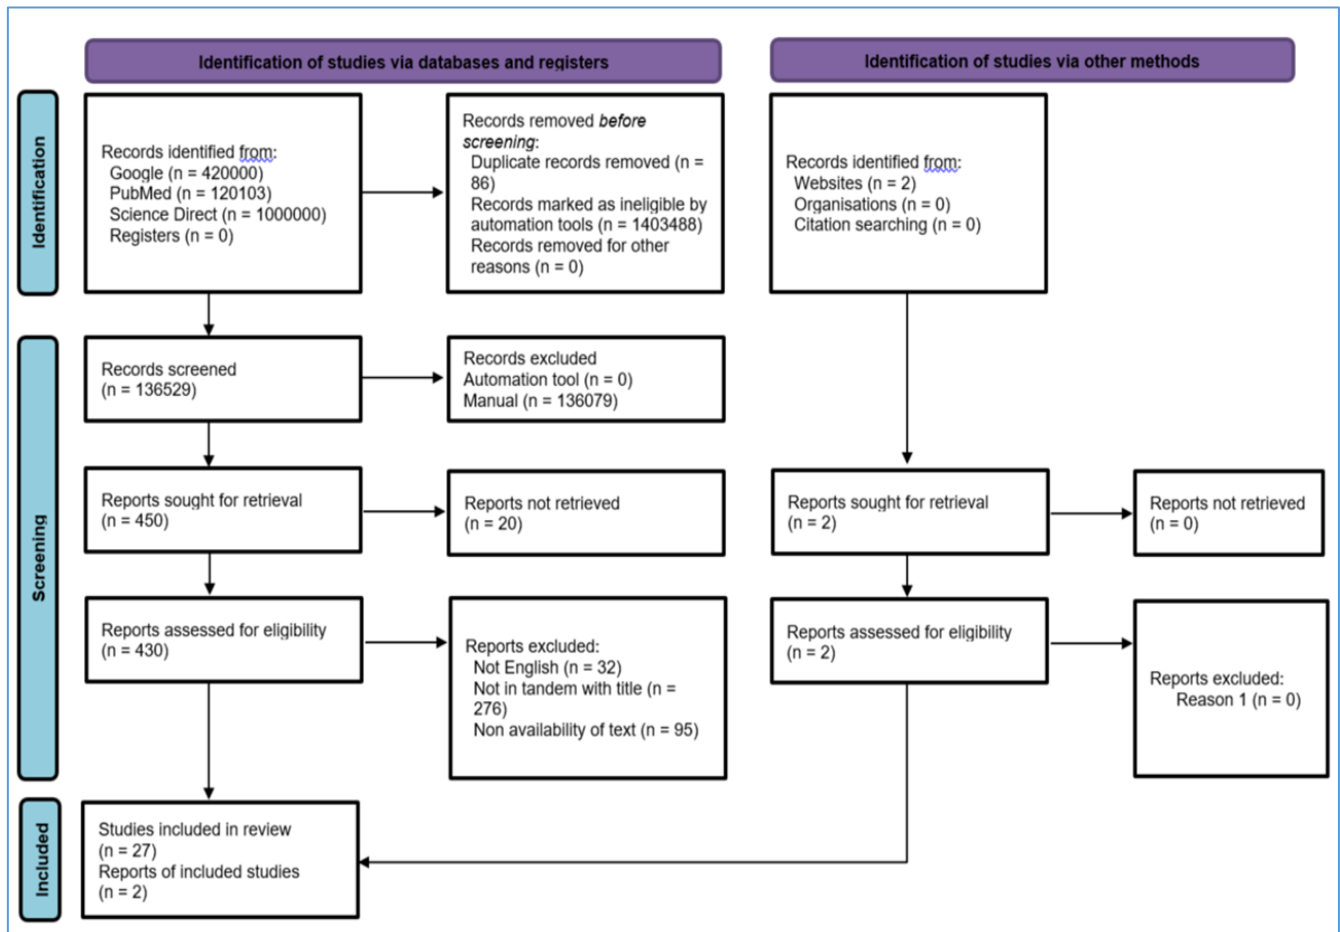 Identification of studies via databases and registers
Identification of studies via other methods
Identification
Records identified from:
Google (n = 420000)
PubMed (n = 120103)
Science Direct (n = 1000000)
Registers (n = 0)
Records removed before
screening:
Duplicate records removed (n =
86)
Records marked as ineligible by
automation tools (n = 1403488)
Records removed for other
reasons (n = 0)
Records identified from:
Websites (n = 2)
Organisations (n = 0)
Citation searching (n = 0)
Screening
Records screened
(n = 136529)
Records excluded
Automation tool (n = 0)
Manual (n = 136079)
Reports sought for retrieval
(n = 450)
Reports not retrieved
(n = 20)
Reports sought for retrieval
(n = 2)
Reports not retrieved
(n = 0)
Reports assessed for eligibility
(n = 430)
Reports excluded:
Not English (n = 32)
Not in tandem with title (n =
276)
Non availability of text (n = 95)
Reports assessed for eligibility
(n = 2)
Reports excluded:
Reason 1 (n = 0)
Included
Studies included in review
(n = 27)
Reports of included studies
(n = 2)